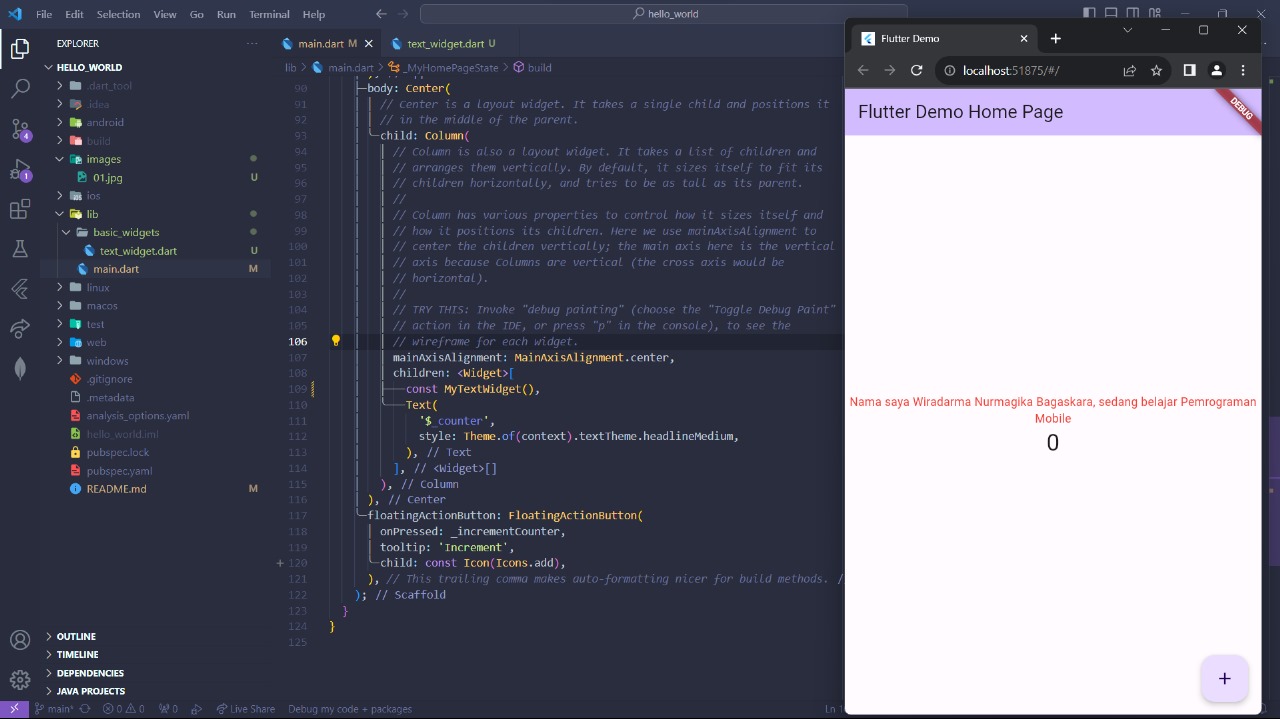 File Edit Selection View Go Run Terminal Help
hello_world
EXPLORER
HELLO_WORLD
.dart_tool
.idea
android
build
images
01.jpg U
ios
lib
basic_widgets
text_widget.dart U
main.dart M
linux
macos
test
web
windows
.gitignore
.metadata
analysis_options.yaml
hello_world.iml
pubspec.lock
pubspec.yaml
README.md M
OUTLINE
TIMELINE
DEPENDENCIES
JAVA PROJECTS
4
1
main.dart M
text_widget.dart U
lib > main.dart > _MyHomePageState > build
90 body: Center(
91 // Center is a layout widget. It takes a single child and positions it
92 // in the middle of the parent.
93 child: Column(
94 // Column is also a layout widget. It takes a list of children and
95 // arranges them vertically. By default, it sizes itself to fit its
96 // children horizontally, and tries to be as tall as its parent.
97 //
98 // Column has various properties to control how it sizes itself and
99 // how it positions its children. Here we use mainAxisAlignment to
100 // center the children vertically; the main axis here is the vertical
101 // axis because Columns are vertical (the cross axis would be
102 // horizontal).
103 //
104 // TRY THIS: Invoke "debug painting" (choose the "Toggle Debug Paint"
105 // action in the IDE, or press "p" in the console), to see the
106 // wireframe for each widget.
107 mainAxisAlignment: MainAxisAlignment.center,
108 children: <Widget>[
109 const MyTextWidget(),
110 Text(
111 '$_counter',
112 style: Theme.of(context).textTheme.headlineMedium,
113 ), // Text
114 ], // <Widget>[]
115 ), // Column
116 ), // Center
117 floatingActionButton: FloatingActionButton(
118 onPressed: _incrementCounter,
119 tooltip: 'Increment',
120 child: const Icon(Icons.add),
121 ), // This trailing comma makes auto-formatting nicer for build methods. /
122 ); // Scaffold
123 }
124 }
125
main* 0 0 0 Live Share Debug my code + packages Ln
Flutter Demo
localhost:51875/#/
Flutter Demo Home Page
DEBUG
Nama saya Wiradarma Nurmagika Bagaskara, sedang belajar Pemrograman
Mobile
0
+